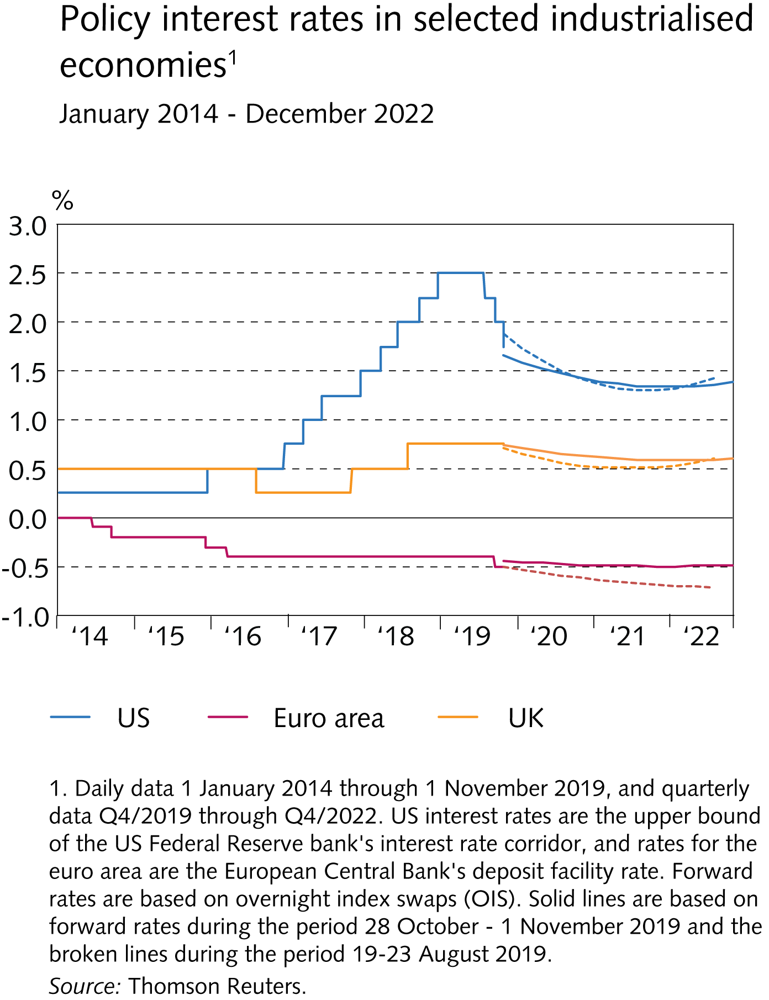 Policy interest rates in selected industrialised
economies¹
January 2014 - December 2022
%
3.0
2.5
2.0
1.5
1.0
0.5
0.0
-0.5
-1.0
‘14 ‘15 ‘16 ‘17 ‘18 ‘19 ‘20 ‘21 ‘22
US Euro area UK
1. Daily data 1 January 2014 through 1 November 2019, and quarterly
data Q4/2019 through Q4/2022. US interest rates are the upper bound
of the US Federal Reserve bank's interest rate corridor, and rates for the
euro area are the European Central Bank's deposit facility rate. Forward
rates are based on overnight index swaps (OIS). Solid lines are based on
forward rates during the period 28 October - 1 November 2019 and the
broken lines during the period 19-23 August 2019.
Source: Thomson Reuters.